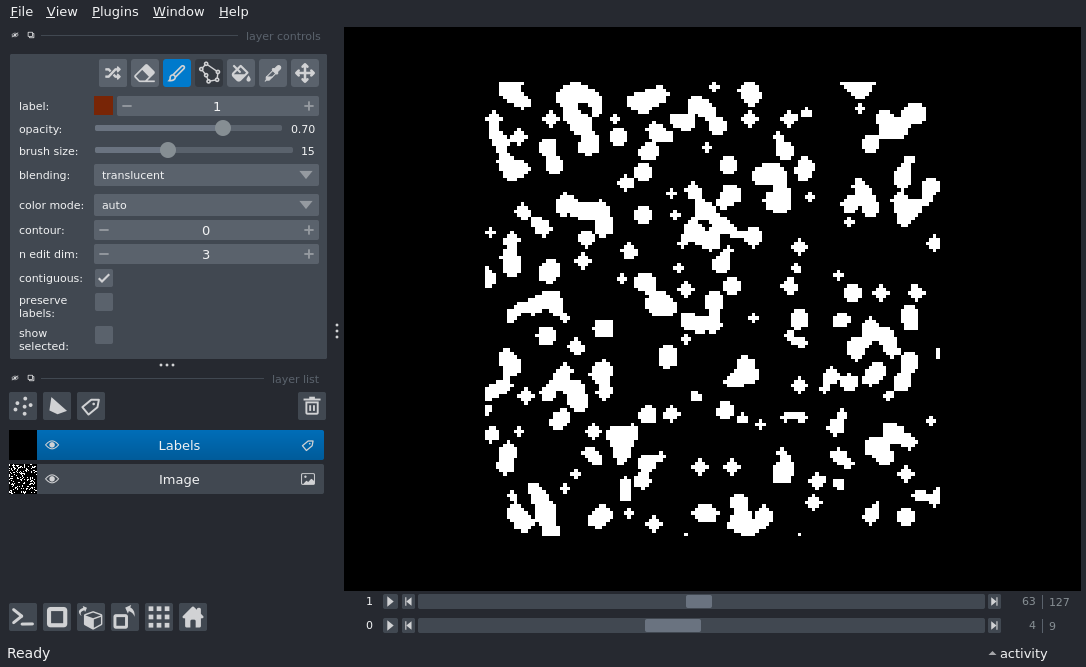 File View Plugins Window Help
layer controls
label: 1
opacity: 0.70
brush size: 15
blending: translucent
color mode: auto
contour: 0
n edit dim: 3
contiguous:
preserve
labels:
show
selected:
layer list
Labels
Image
1 63 127
0 4 9
Ready activity